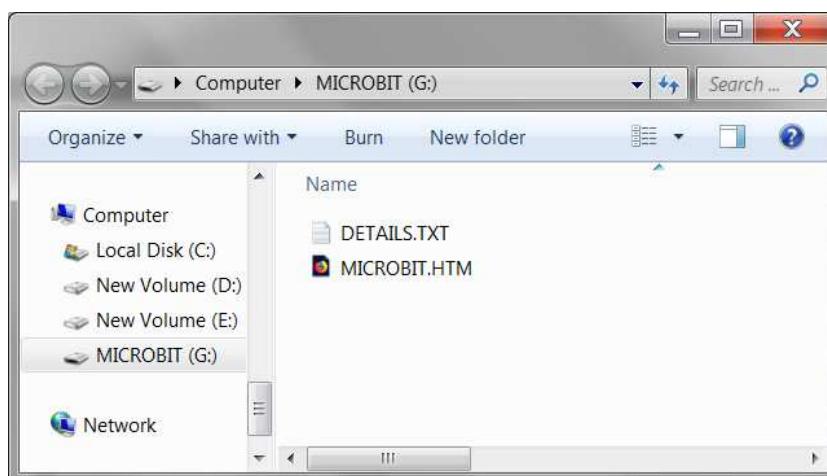 Computer MICROBIT (G:) Search ...
Organize Share with Burn New folder
Name
Computer
Local Disk (C:)
New Volume (D:)
New Volume (E:)
MICROBIT (G:)
Network
DETAILS.TXT
MICROBIT.HTM